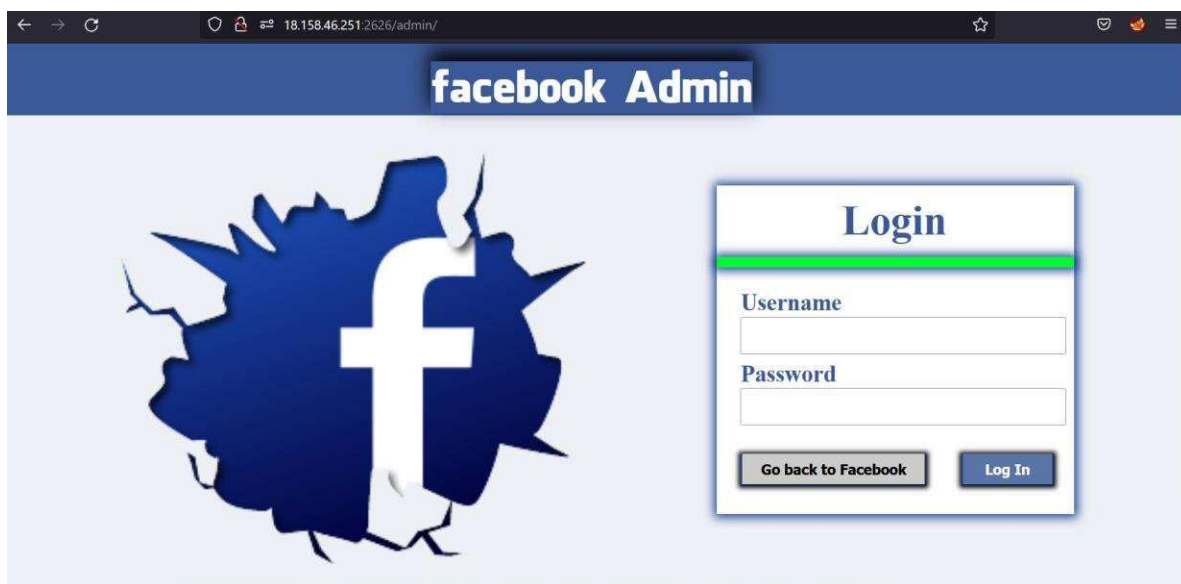 18.158.46.251:2626/admin/
facebook Admin
f
Login
Username
Password
Go back to Facebook
Log In